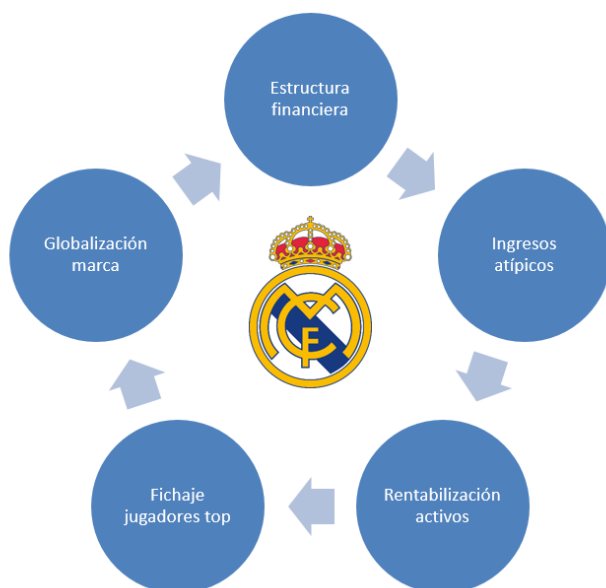 Estructura
financiera
Ingresos
atípicos
Rentabilización
activos
Fichaje
jugadores top
Globalización
marca